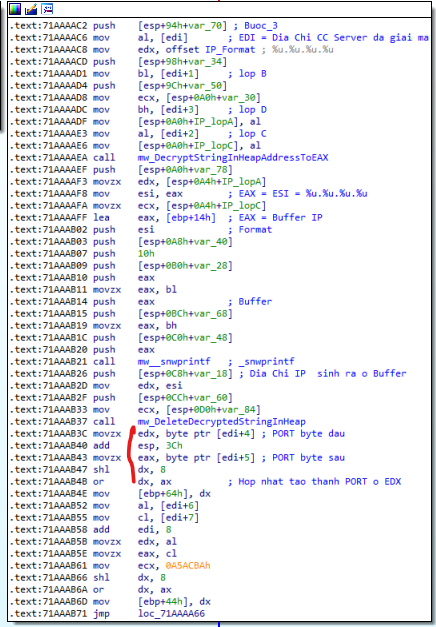 .text:71AAAAC2 push [esp+94h+var_70] ; Buoc_3
.text:71AAAAC6 mov al, [edi] ; EDI = Dia Chi CC Server da giai ma
.text:71AAAAC8 mov edx, offset IP_Format ; %u.%u.%u.%u
.text:71AAAACD push [esp+98h+var_34]
.text:71AAAAD1 mov bl, [edi+1] ; lop B
.text:71AAAAD4 push [esp+9Ch+var_50]
.text:71AAAAD8 mov ecx, [esp+0A0h+var_30]
.text:71AAAADC mov bh, [edi+3] ; lop D
.text:71AAAADF mov [esp+0A0h+IP_lopA], al
.text:71AAAAE3 mov al, [edi+2] ; lop C
.text:71AAAAE6 mov [esp+0A0h+IP_lopC], al
.text:71AAAAEA call mw_DecryptStringInHeapAddressToEAX
.text:71AAAAEF push [esp+0A0h+var_78]
.text:71AAAAF3 movzx edx, [esp+0A4h+IP_lopA]
.text:71AAAAF8 mov esi, eax ; EAX = ESI = %u.%u.%u.%u
.text:71AAAAFA movzx ecx, [esp+0A4h+IP_lopC]
.text:71AAAAFF lea eax, [ebp+14h] ; EAX = Buffer IP
.text:71AAAB02 push esi ; Format
.text:71AAAB03 push [esp+0A8h+var_40]
.text:71AAAB07 push 10h
.text:71AAAB09 push [esp+0B0h+var_28]
.text:71AAAB10 push eax
.text:71AAAB11 movzx eax, bl
.text:71AAAB14 push eax ; Buffer
.text:71AAAB15 push [esp+0BCh+var_68]
.text:71AAAB19 movzx eax, bh
.text:71AAAB1C push [esp+0C0h+var_48]
.text:71AAAB20 push eax
.text:71AAAB21 call mw__snwprintf ; _snwprintf
.text:71AAAB26 push [esp+0C8h+var_18] ; Dia Chi IP sinh ra o Buffer
.text:71AAAB2D mov edx, esi
.text:71AAAB2F push [esp+0CCh+var_60]
.text:71AAAB33 mov ecx, [esp+0D0h+var_84]
.text:71AAAB37 call mw_DeleteDecryptedStringInHeap
.text:71AAAB3C movzx edx, byte ptr [edi+4] ; PORT byte dau
.text:71AAAB40 add esp, 3Ch
.text:71AAAB43 movzx eax, byte ptr [edi+5] ; PORT byte sau
.text:71AAAB47 shl dx, 8
.text:71AAAB4B or dx, ax ; Hop nhat tao thanh PORT o EDX
.text:71AAAB4E mov [ebp+64h], dx
.text:71AAAB52 mov al, [edi+6]
.text:71AAAB55 mov cl, [edi+7]
.text:71AAAB58 add edi, 8
.text:71AAAB5B movzx edx, al
.text:71AAAB5E movzx eax, cl
.text:71AAAB61 mov ecx, 0A5ACBAh
.text:71AAAB66 shl dx, 8
.text:71AAAB6A or dx, ax
.text:71AAAB6D mov [ebp+44h], dx
.text:71AAAB71 jmp loc_71AAAA66